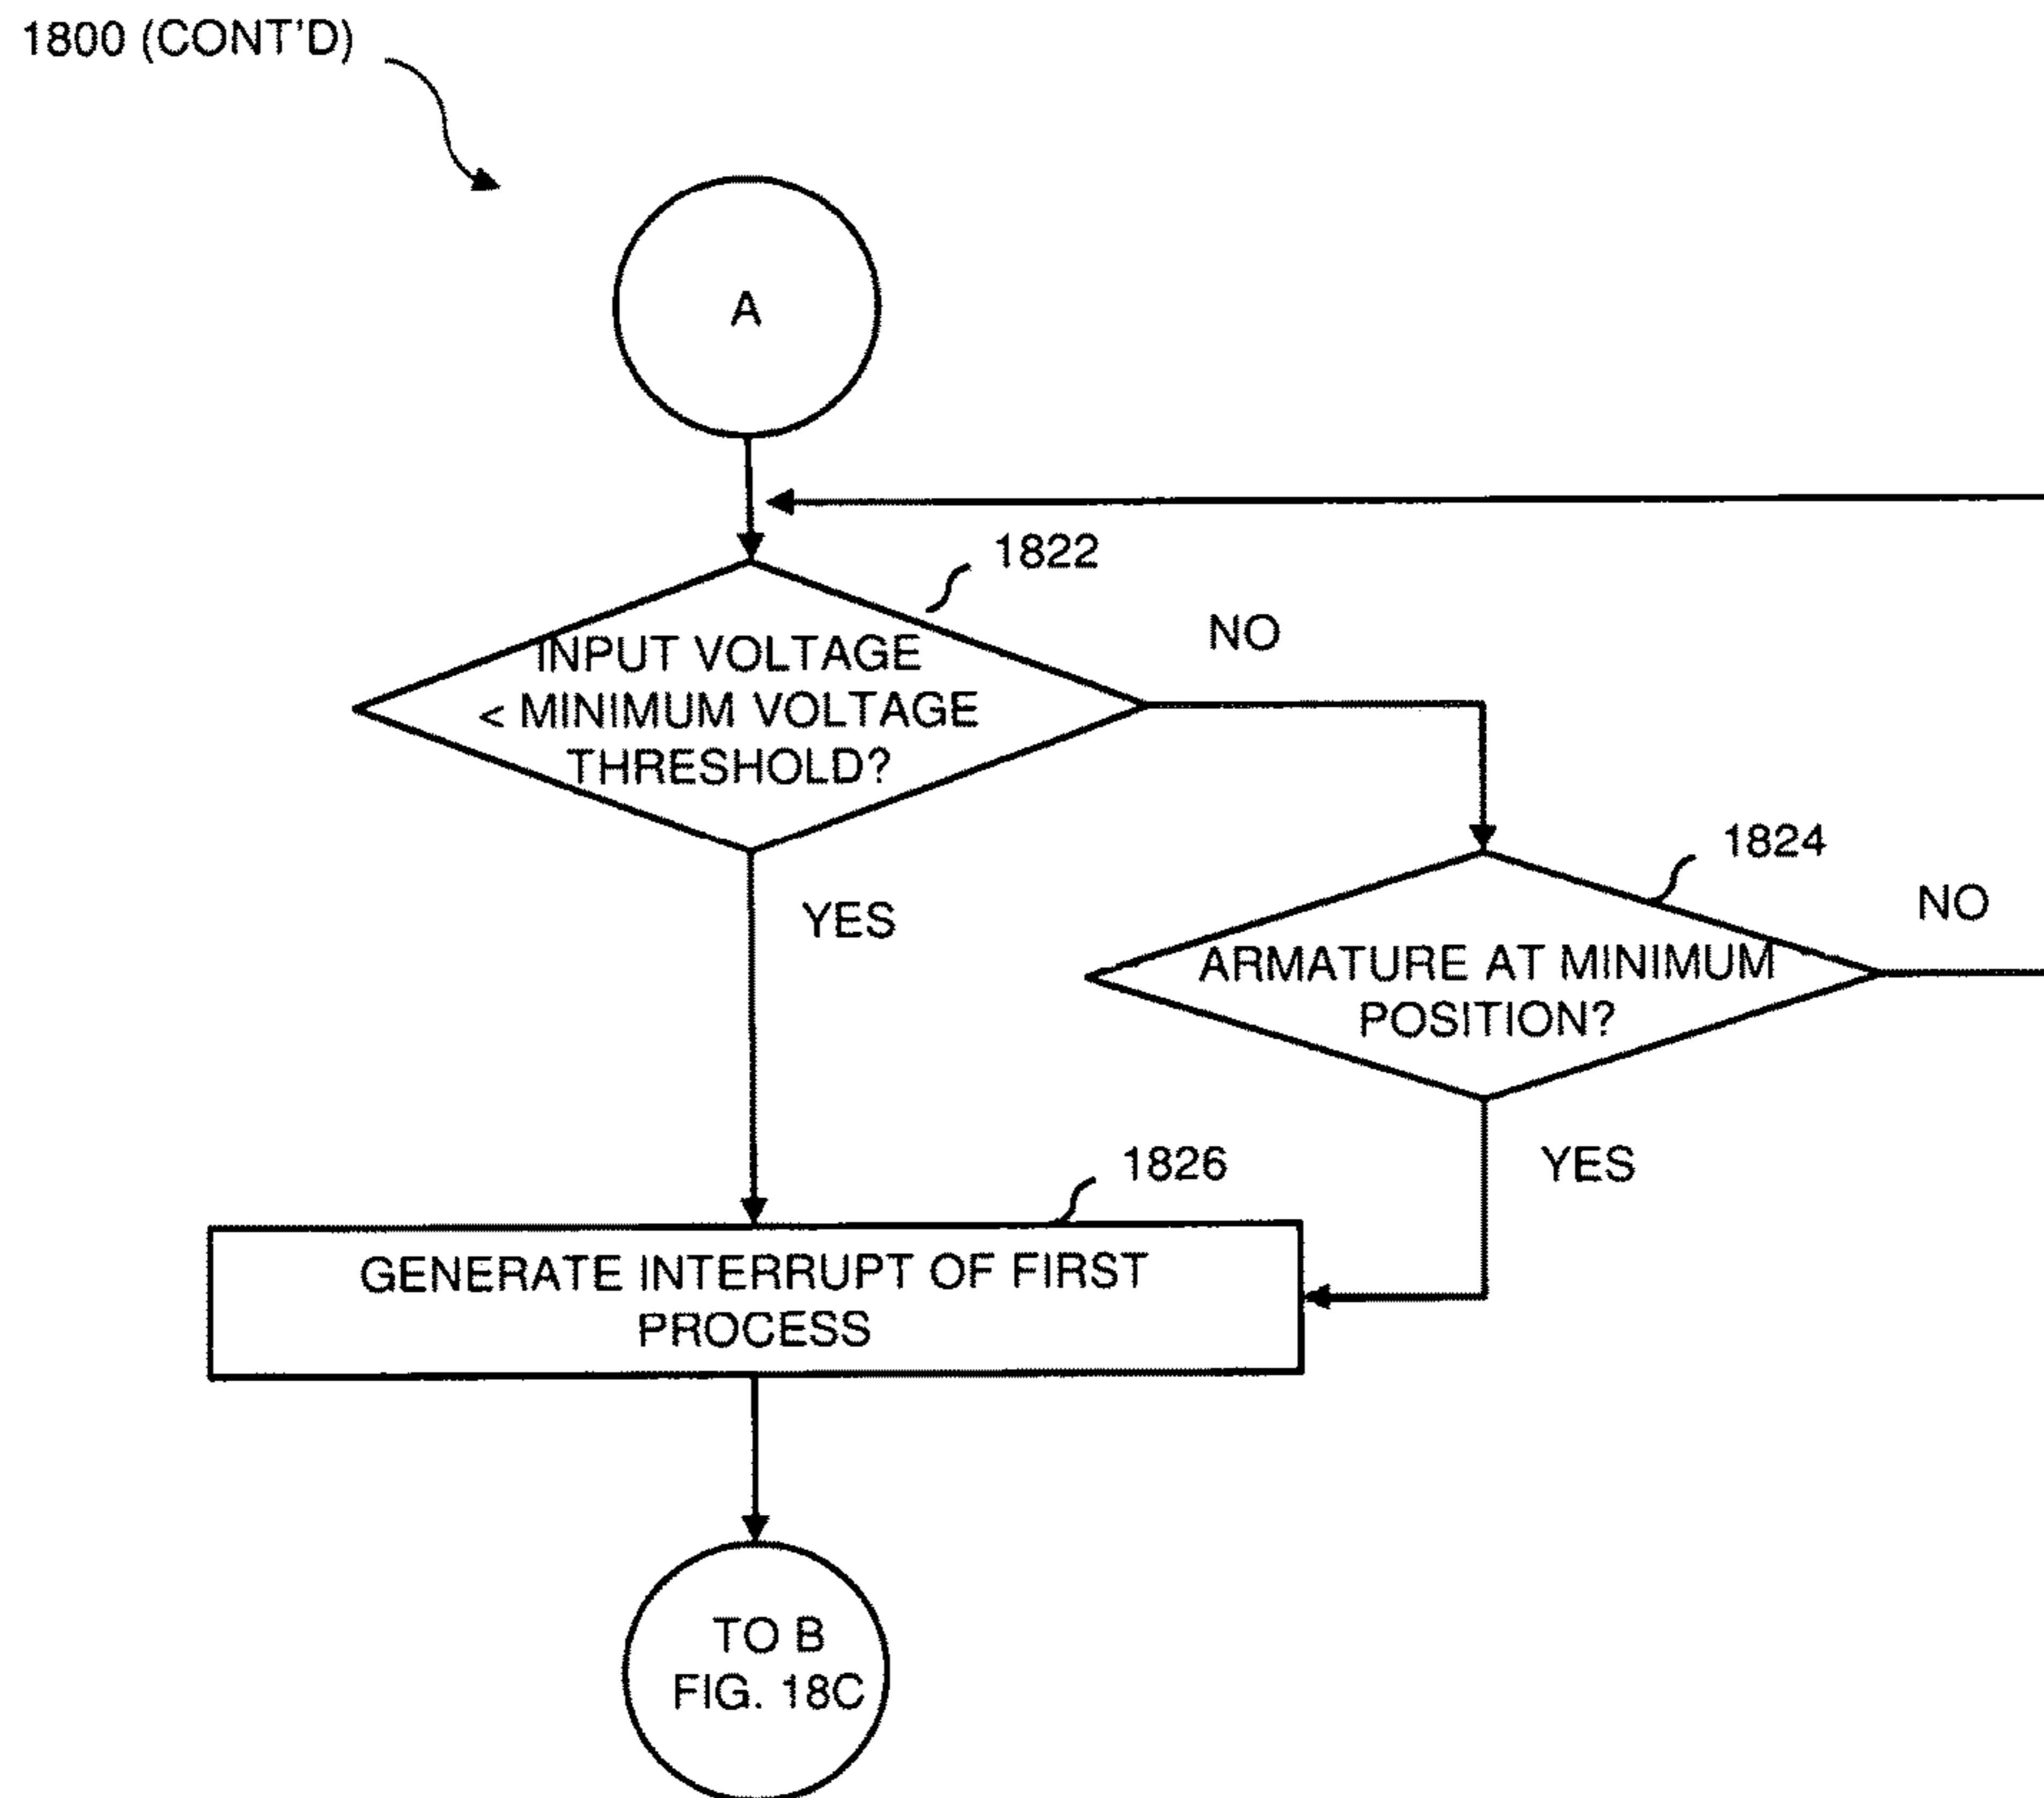 1800 (CONT'D)
A
1822
NO
INPUT VOLTAGE
< MINIMUM VOLTAGE
THRESHOLD?
1824
NO
YES
ARMATURE AT MINIMUM
POSITION?
1826
YES
GENERATE INTERRUPT OF FIRST
PROCESS
TO B
FIG. 18C